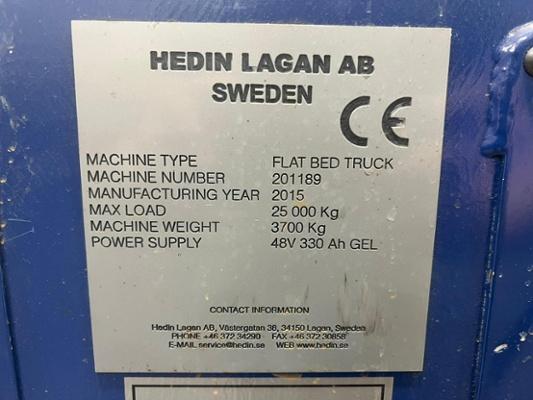 HEDIN LAGAN AB
SWEDEN
CE
MACHINE TYPE FLAT BED TRUCK
MACHINE NUMBER 201189
MANUFACTURING YEAR 2015
MAX LOAD 25 000 Kg
MACHINE WEIGHT 3700 Kg
POWER SUPPLY 48V 330 Ah GEL
CONTACT INFORMATION
Hedin Lagan AB, Västergatan 38, 34150 Lagan, Sweden
PHONE +46 372 34290 FAX +46 372 30858
E-MAIL service@hedin.se WEB www.hedin.se